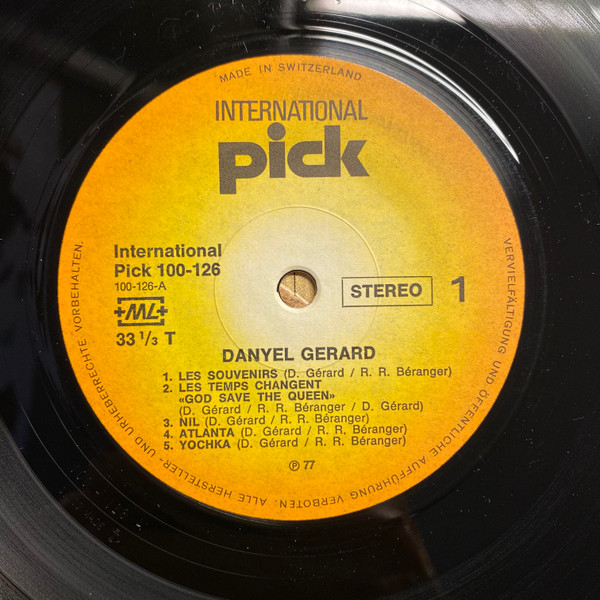 MADE IN SWITZERLAND
INTERNATIONAL
pick
International
Pick 100-126
100-126-A
+ML+
33 1/3 T
STEREO 1
DANYEL GERARD
1. LES SOUVENIRS (D. Gérard / R. R. Béranger)
2. LES TEMPS CHANGENT
«GOD SAVE THE QUEEN»
(D. Gérard / R. R. Béranger / D. Gérard)
3. NIL (D. Gérard / R. R. Béranger)
4. ATLANTA (D. Gérard / R. R. Béranger)
5. YOCHKA (D. Gérard / R. R. Béranger)
℗ 77
ALLE HERSTELLER- UND URHEBERRECHTE VORBEHALTEN.
VERVIELFÄLTIGUNG UND ÖFFENTLICHE AUFFÜHRUNG VERBOTEN.